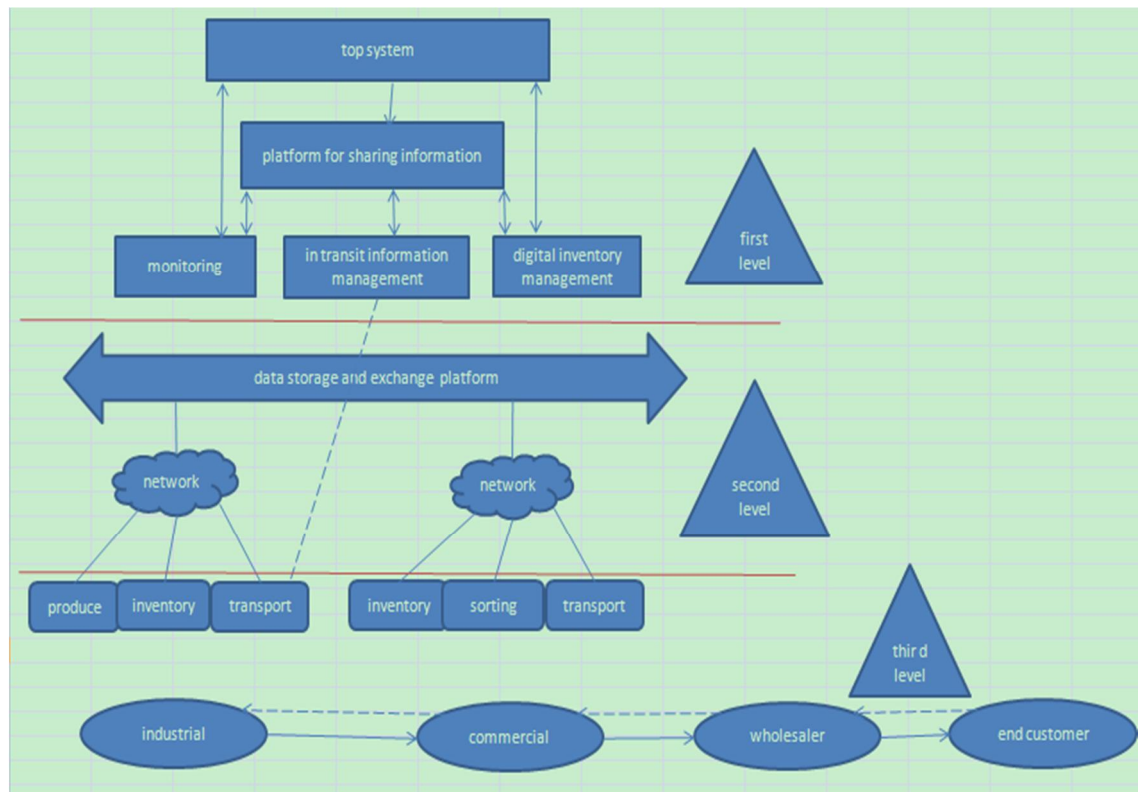 top system
platform for sharing information
monitoring
in transit information
management
digital inventory
management
first
level
data storage and exchange platform
network
network
second
level
produce
inventory
transport
inventory
sorting
transport
thir d
level
industrial
commercial
wholesaler
end customer